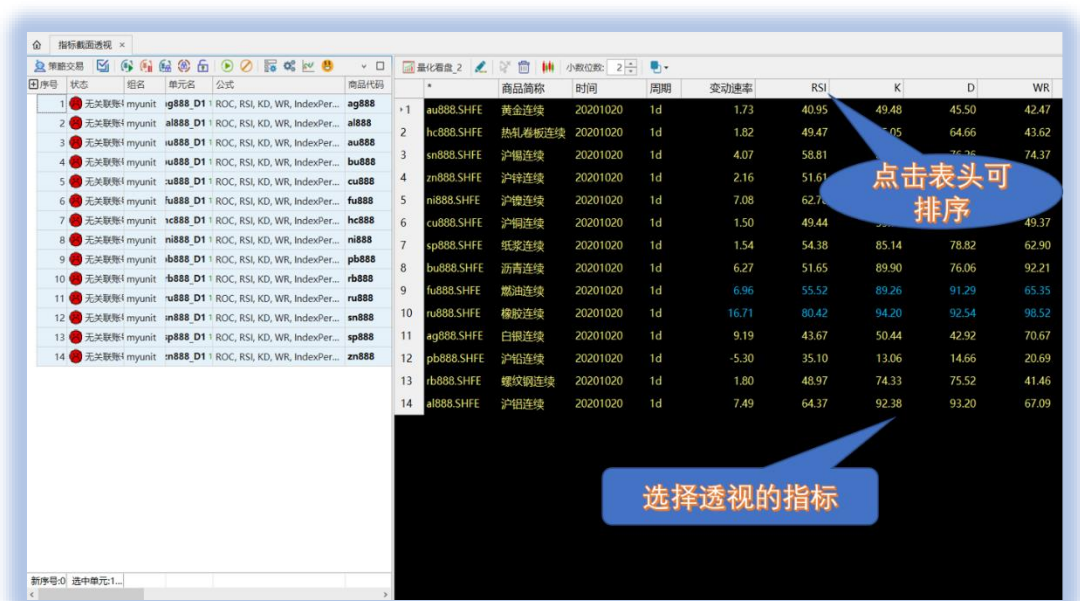 指标截面透视 ×
策略交易
量化看盘_2 小数位数: 2
序号 状态 组名 单元名 公式 商品代码
1 无关联账 myunit ag888_D1 ROC, RSI, KD, WR, IndexPer... ag888
2 无关联账 myunit al888_D1 ROC, RSI, KD, WR, IndexPer... al888
3 无关联账 myunit au888_D1 ROC, RSI, KD, WR, IndexPer... au888
4 无关联账 myunit bu888_D1 ROC, RSI, KD, WR, IndexPer... bu888
5 无关联账 myunit cu888_D1 ROC, RSI, KD, WR, IndexPer... cu888
6 无关联账 myunit fu888_D1 ROC, RSI, KD, WR, IndexPer... fu888
7 无关联账 myunit hc888_D1 ROC, RSI, KD, WR, IndexPer... hc888
8 无关联账 myunit ni888_D1 ROC, RSI, KD, WR, IndexPer... ni888
9 无关联账 myunit pb888_D1 ROC, RSI, KD, WR, IndexPer... pb888
10 无关联账 myunit rb888_D1 ROC, RSI, KD, WR, IndexPer... rb888
11 无关联账 myunit ru888_D1 ROC, RSI, KD, WR, IndexPer... ru888
12 无关联账 myunit sn888_D1 ROC, RSI, KD, WR, IndexPer... sn888
13 无关联账 myunit sp888_D1 ROC, RSI, KD, WR, IndexPer... sp888
14 无关联账 myunit zn888_D1 ROC, RSI, KD, WR, IndexPer... zn888
新序号:0 选中单元:1...
* 商品简称 时间 周期 变动速率 RSI K D WR
1 au888.SHFE 黄金连续 20201020 1d 1.73 40.95 49.48 45.50 42.47
2 hc888.SHFE 热轧卷板连续 20201020 1d 1.82 49.47 64.66 43.62
3 sn888.SHFE 沪锡连续 20201020 1d 4.07 58.81 74.37
4 zn888.SHFE 沪锌连续 20201020 1d 2.16 51.61
5 ni888.SHFE 沪镍连续 20201020 1d 7.08
6 cu888.SHFE 沪铜连续 20201020 1d 1.50 49.44 49.37
7 sp888.SHFE 纸浆连续 20201020 1d 1.54 54.38 85.14 78.82 62.90
8 bu888.SHFE 沥青连续 20201020 1d 6.27 51.65 89.90 76.06 92.21
9 fu888.SHFE 燃油连续 20201020 1d 6.96 55.52 89.26 91.29 65.35
10 ru888.SHFE 橡胶连续 20201020 1d 16.71 80.42 94.20 92.54 98.52
11 ag888.SHFE 白银连续 20201020 1d 9.19 43.67 50.44 42.92 70.67
12 pb888.SHFE 沪铅连续 20201020 1d -5.30 35.10 13.06 14.66 20.69
13 rb888.SHFE 螺纹钢连续 20201020 1d 1.80 48.97 74.33 75.52 41.46
14 al888.SHFE 沪铝连续 20201020 1d 7.49 64.37 92.38 93.20 67.09
点击表头可
排序
选择透视的指标